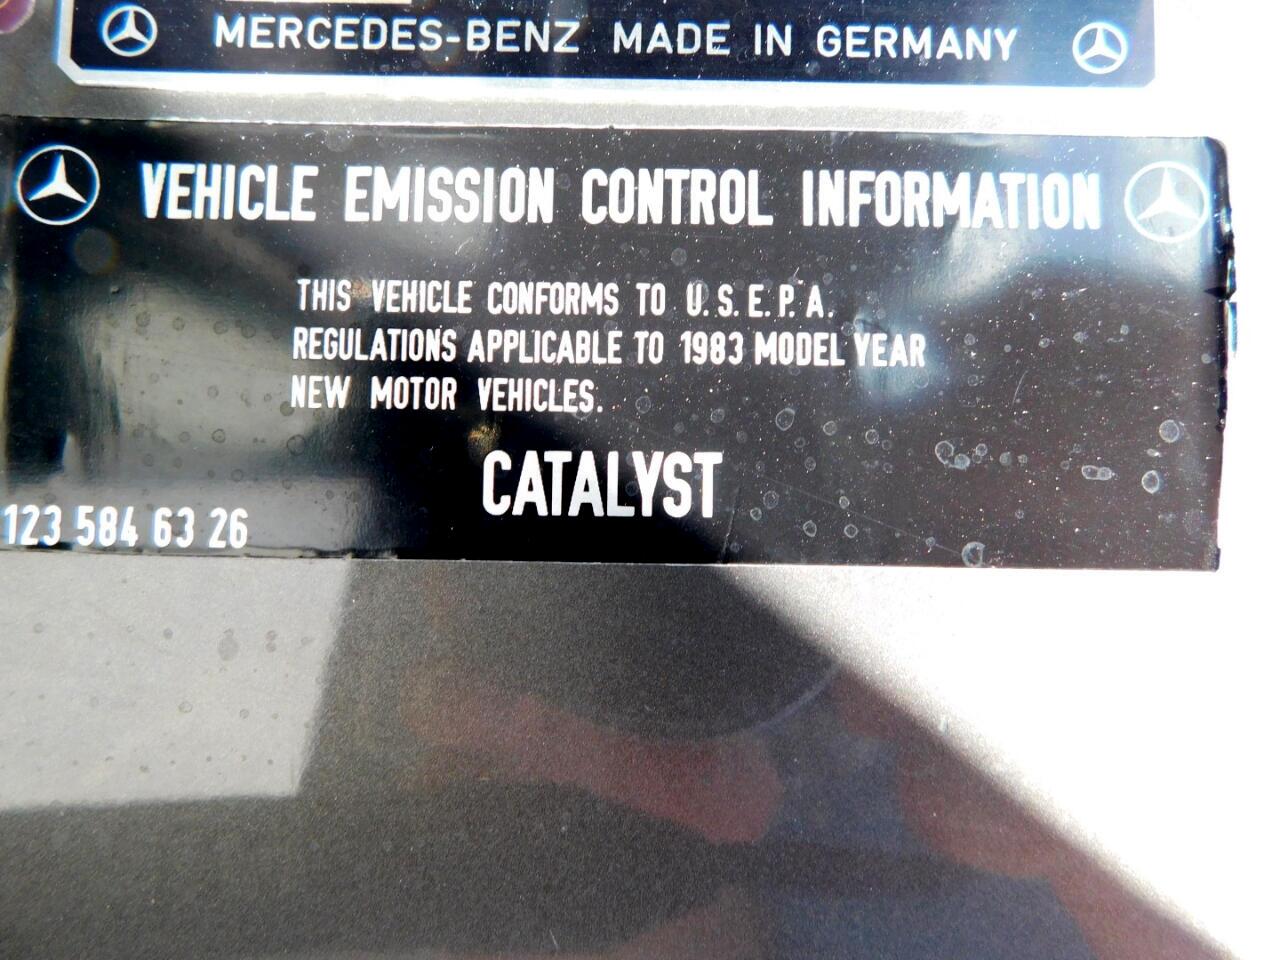 MERCEDES-BENZ MADE IN GERMANY
VEHICLE EMISSION CONTROL INFORMATION
THIS VEHICLE CONFORMS TO U.S.E.P.A.
REGULATIONS APPLICABLE TO 1983 MODEL YEAR
NEW MOTOR VEHICLES.
CATALYST
123 584 63 26